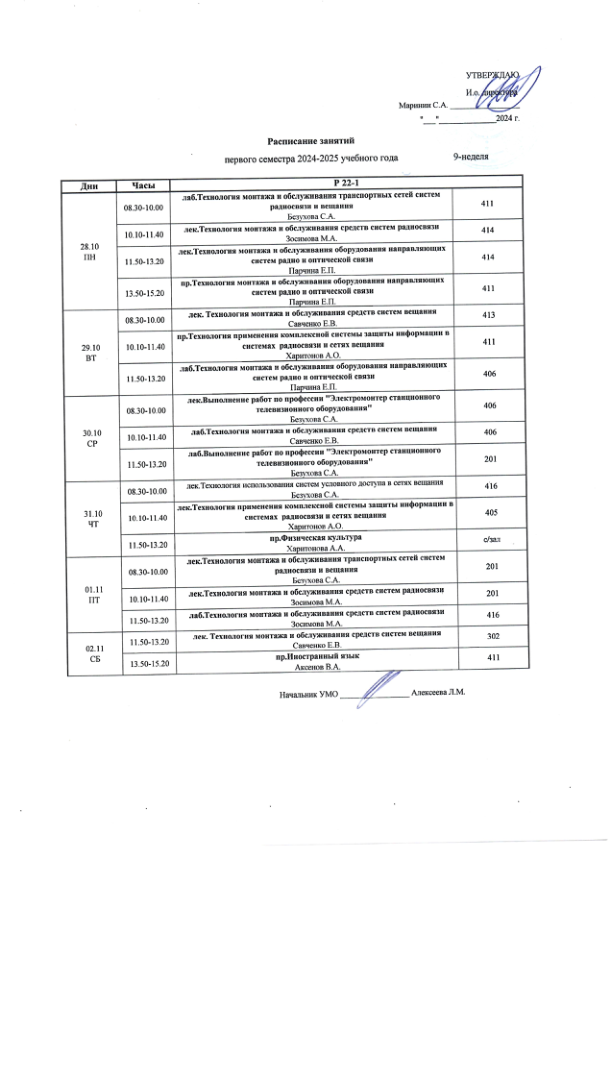 УТВЕРЖДАЮ
И.о. директора
Маринин С.А. ________________
"___"______________2024 г.
Расписание занятий
первого семестра 2024-2025 учебного года 9-неделя
Дни Часы Р 22-1
28.10
ПН
08.30-10.00
лаб.Технология монтажа и обслуживания транспортных сетей систем
радиосвязи и вещания
Безухова С.А.
411
10.10-11.40
лек.Технология монтажа и обслуживания средств систем радиосвязи
Зосимова М.А.
414
11.50-13.20
лек.Технология монтажа и обслуживания оборудования направляющих
систем радио и оптической связи
Парчина Е.П.
414
13.50-15.20
пр.Технология монтажа и обслуживания оборудования направляющих
систем радио и оптической связи
Парчина Е.П.
411
29.10
ВТ
08.30-10.00
лек. Технология монтажа и обслуживания средств систем вещания
Савченко Е.В.
413
10.10-11.40
пр.Технология применения комплексной системы защиты информации в
системах радиосвязи и сетях вещания
Харитонов А.О.
411
11.50-13.20
лаб.Технология монтажа и обслуживания оборудования направляющих
систем радио и оптической связи
Парчина Е.П.
406
30.10
СР
08.30-10.00
лек.Выполнение работ по профессии "Электромонтер станционного
телевизионного оборудования"
Безухова С.А.
406
10.10-11.40
лаб.Технология монтажа и обслуживания средств систем вещания
Савченко Е.В.
406
11.50-13.20
лаб.Выполнение работ по профессии "Электромонтер станционного
телевизионного оборудования"
Безухова С.А.
201
31.10
ЧТ
08.30-10.00
лек.Технология использования систем условного доступа в сетях вещания
Безухова С.А.
416
10.10-11.40
лек.Технология применения комплексной системы защиты информации в
системах радиосвязи и сетях вещания
Харитонов А.О.
405
11.50-13.20
пр.Физическая культура
Харитонова А.А.
с/зал
01.11
ПТ
08.30-10.00
лек.Технология монтажа и обслуживания транспортных сетей систем
радиосвязи и вещания
Безухова С.А.
201
10.10-11.40
лек.Технология монтажа и обслуживания средств систем радиосвязи
Зосимова М.А.
201
11.50-13.20
лаб.Технология монтажа и обслуживания средств систем радиосвязи
Зосимова М.А.
416
02.11
СБ
11.50-13.20
лек. Технология монтажа и обслуживания средств систем вещания
Савченко Е.В.
302
13.50-15.20
пр.Иностранный язык
Аксенов В.А.
411
Начальник УМО ________________ Алексеева Л.М.